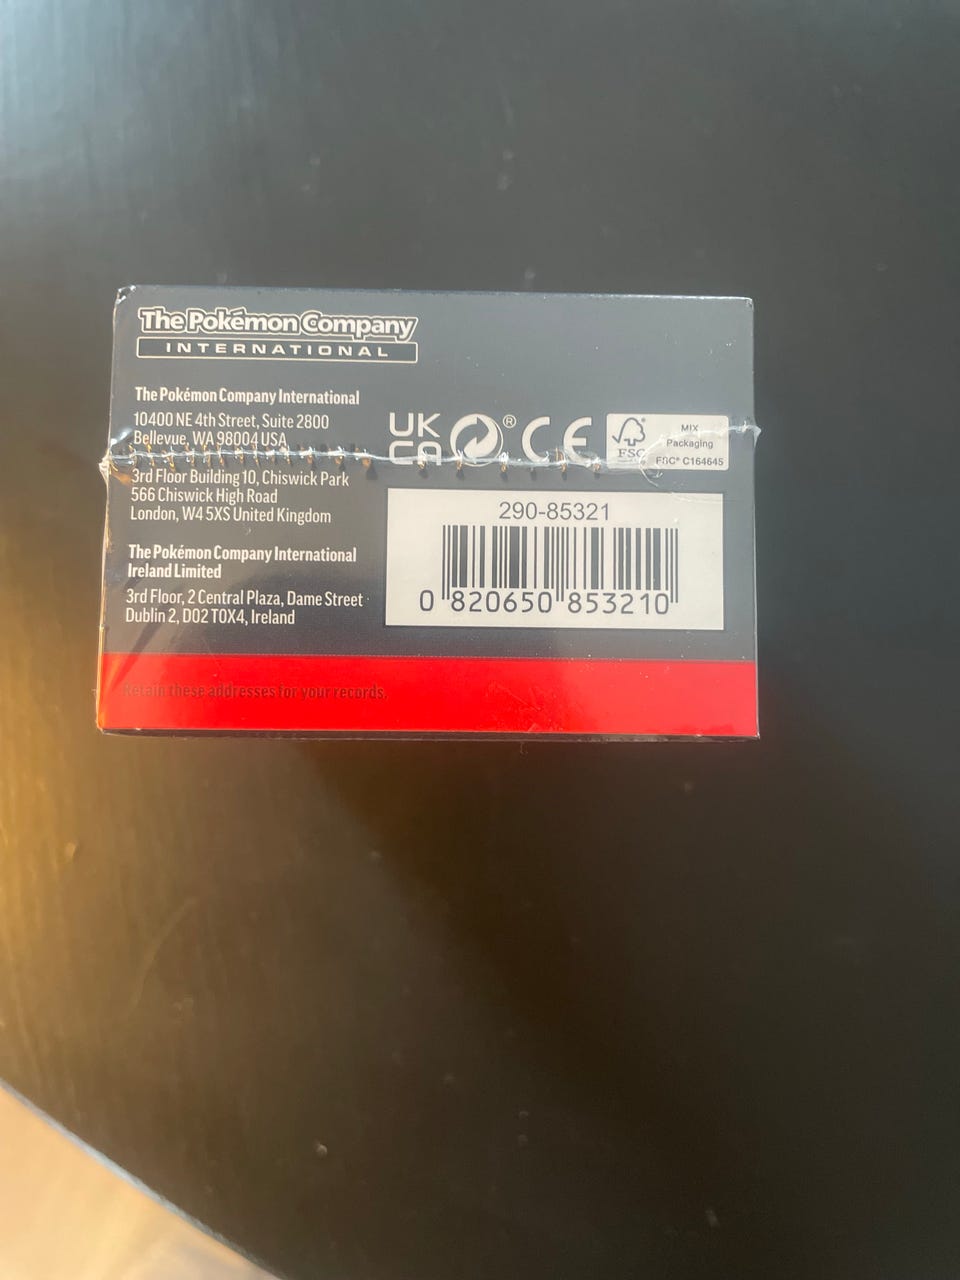 The Pokémon Company
INTERNATIONAL
The Pokémon Company International
10400 NE 4th Street, Suite 2800
Bellevue, WA 98004 USA
3rd Floor Building 10, Chiswick Park
566 Chiswick High Road
London, W4 5XS United Kingdom
The Pokémon Company International
Ireland Limited
3rd Floor, 2 Central Plaza, Dame Street
Dublin 2, D02 T0X4, Ireland
Retain these addresses for your records.
UK
CA
®
CE
FSC
MIX
Packaging
FSC® C164645
290-85321
0 820650 853210